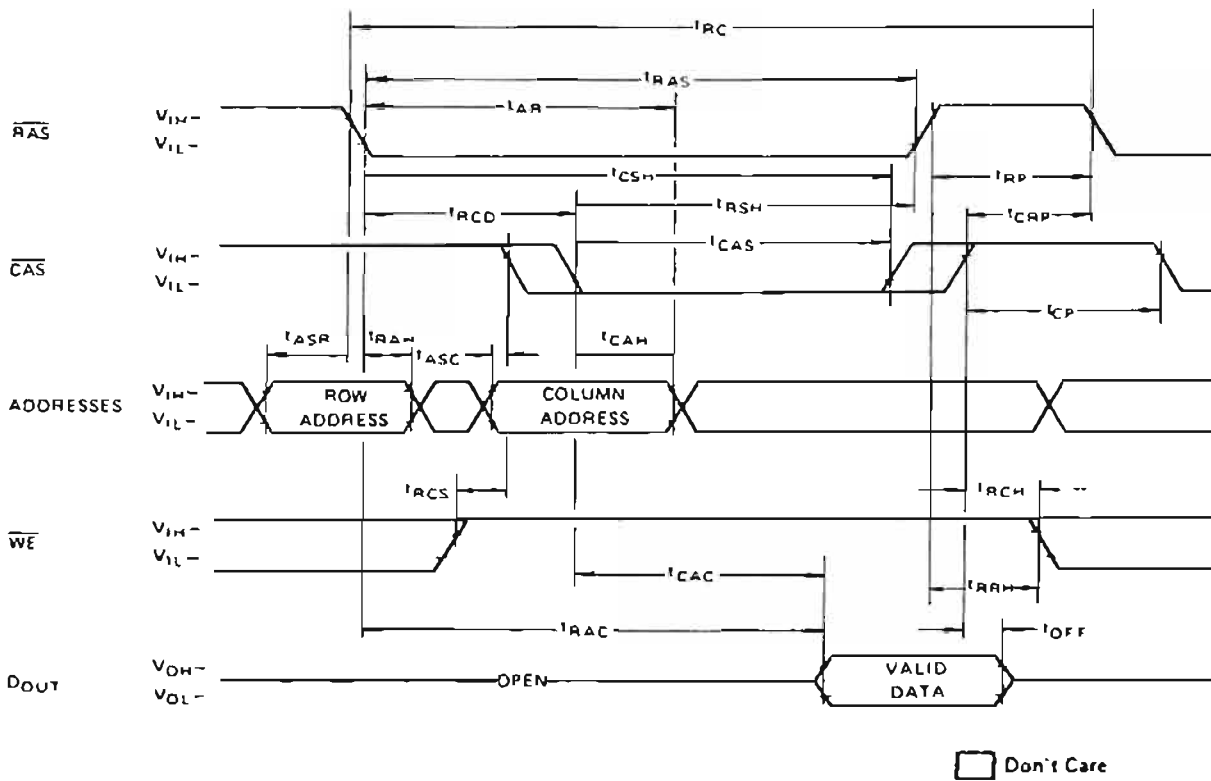 tRC
tRAS
tAR
RAS
VIH–
VIL–
tCSH
tRP
tRSH
tRCD
tCRP
tCAS
CAS
VIH–
VIL–
tCP
tASR
tRAH
tASC
tCAH
ADDRESSES
VIH–
VIL–
ROW
ADDRESS
COLUMN
ADDRESS
tRCS
tRCH
WE
VIH–
VIL–
tCAC
tRRH
tRAC
tOFF
DOUT
VOH–
VOL–
OPEN
VALID
DATA
Don't Care